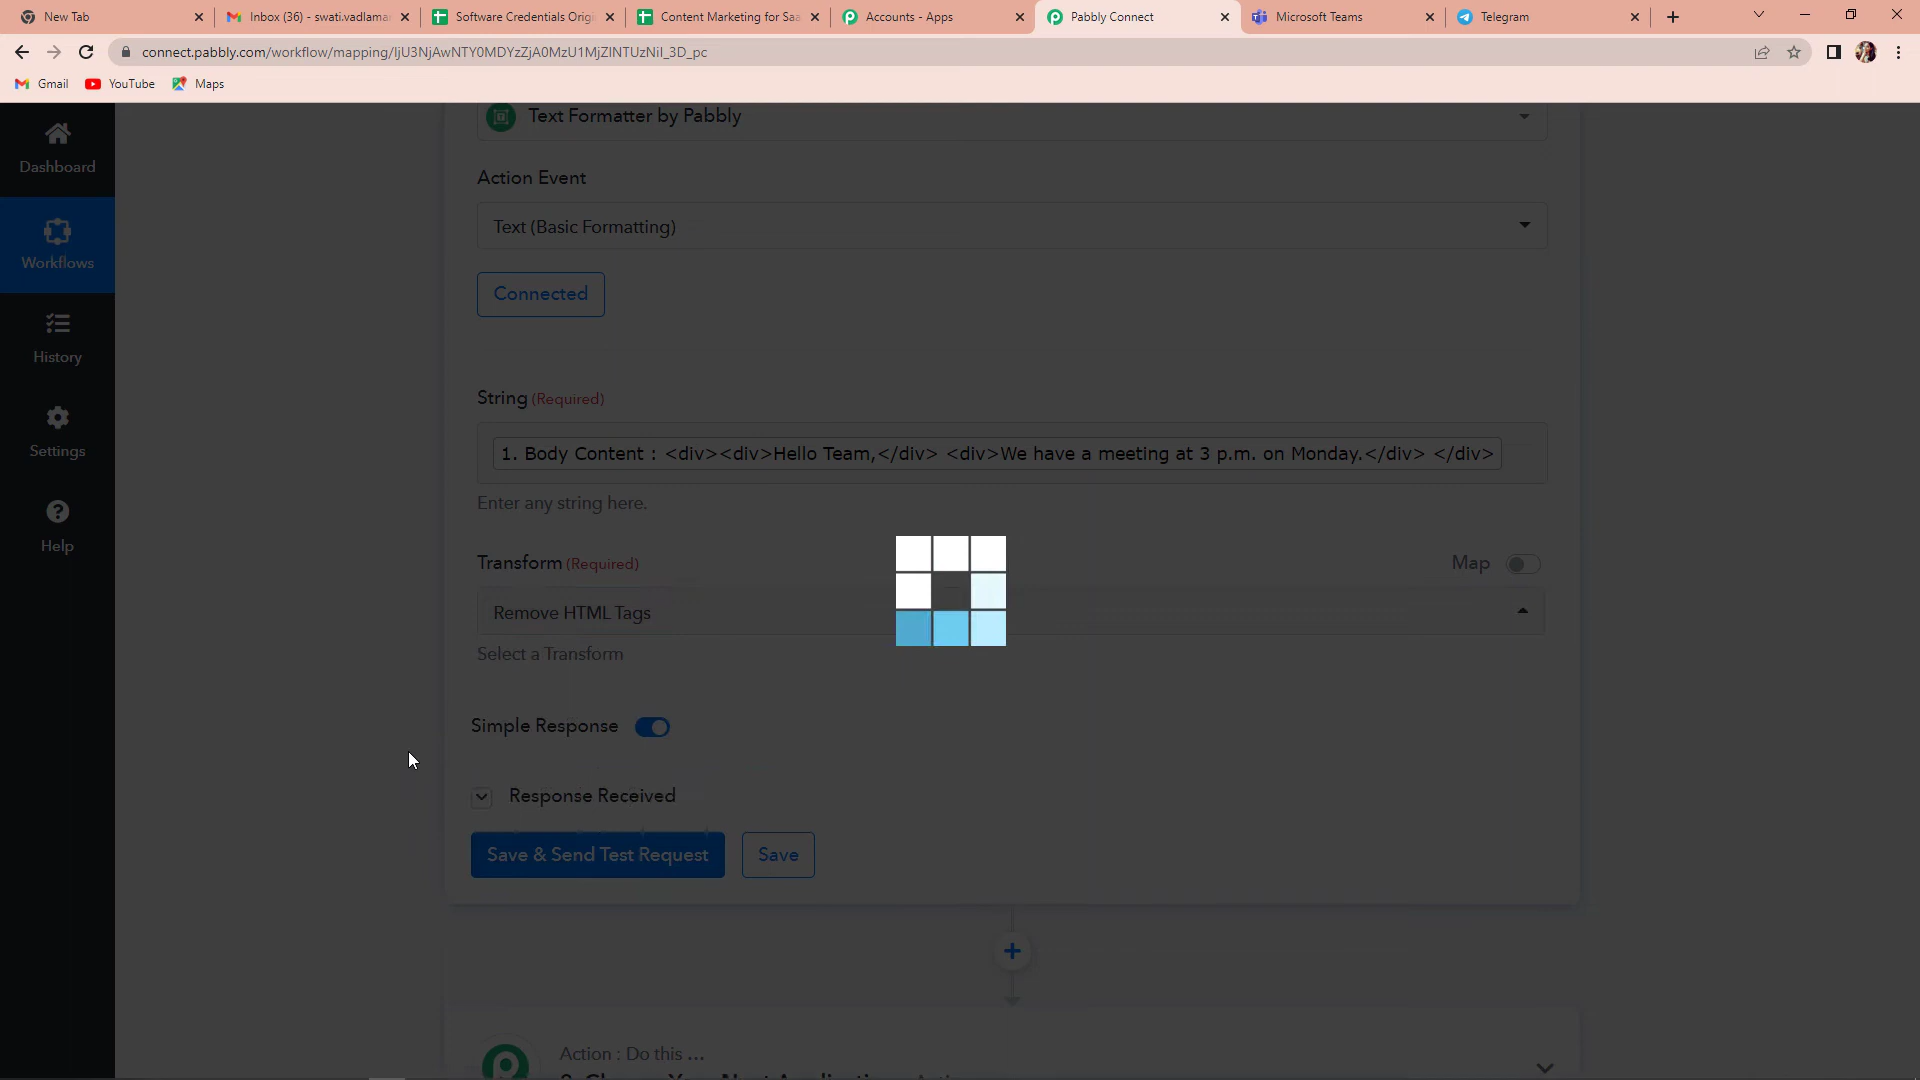 New Tab
Inbox (36) - swati.vadlamar
Software Credentials Origi
Content Marketing for Saa
Accounts - Apps
Pabbly Connect
Microsoft Teams
Telegram
connect.pabbly.com/workflow/mapping/IjU3NjAwNTY0MDYzZjA0MzU1MjZlNTUzNiI_3D_pc
Gmail
YouTube
Maps
Dashboard
Workflows
History
Settings
Help
Text Formatter by Pabbly
Action Event
Text (Basic Formatting)
Connected
String (Required)
1. Body Content : <div><div>Hello Team,</div> <div>We have a meeting at 3 p.m. on Monday.</div> </div>
Enter any string here.
Transform (Required)
Map
Remove HTML Tags
Select a Transform
Simple Response
Response Received
Save & Send Test Request
Save
Action : Do this ...